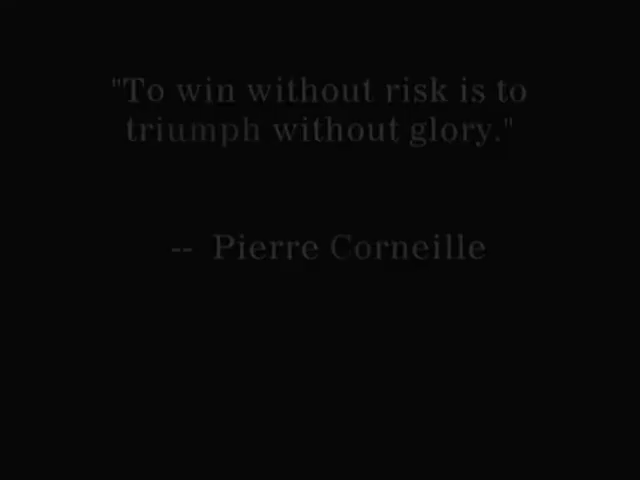 "To win without risk is to
triumph without glory."
-- Pierre Corneille